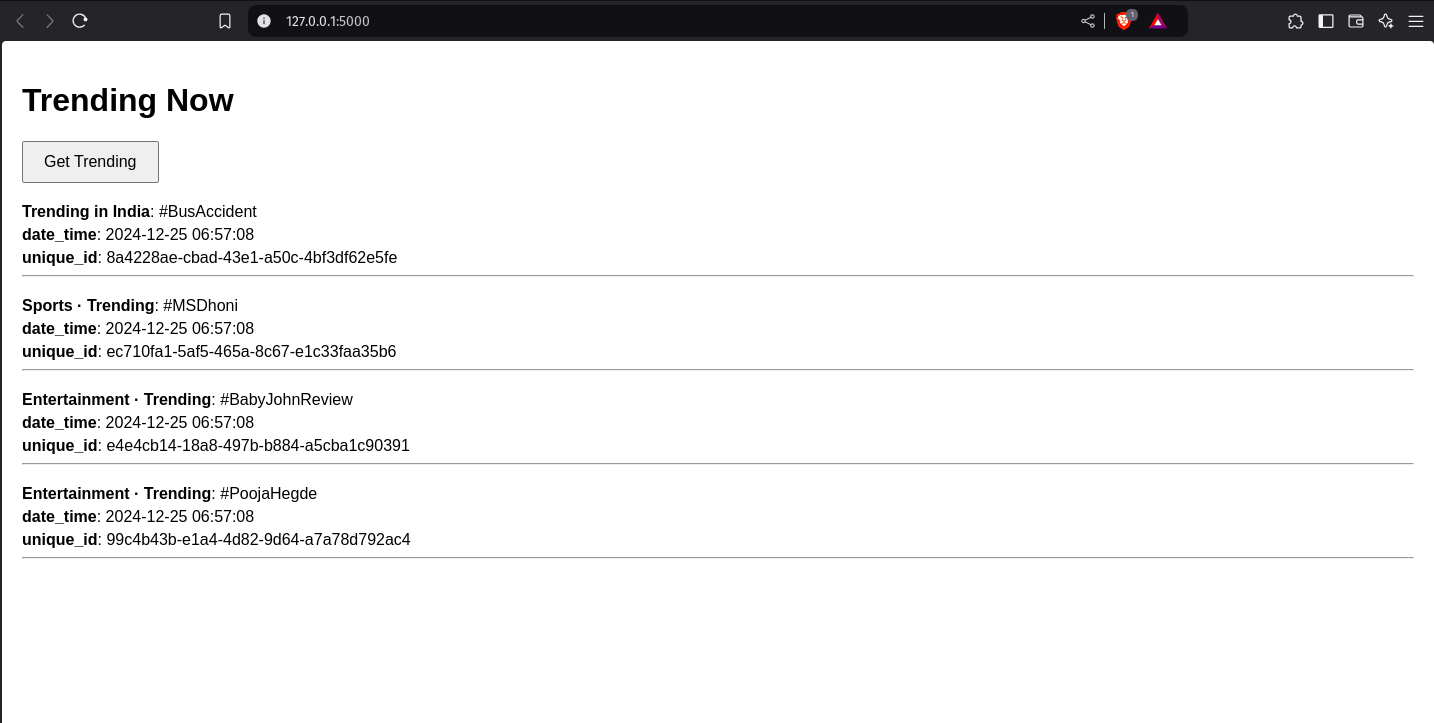 127.0.0.1:5000
1
Trending Now
Get Trending
Trending in India: #BusAccident
date_time: 2024-12-25 06:57:08
unique_id: 8a4228ae-cbad-43e1-a50c-4bf3df62e5fe
Sports · Trending: #MSDhoni
date_time: 2024-12-25 06:57:08
unique_id: ec710fa1-5af5-465a-8c67-e1c33faa35b6
Entertainment · Trending: #BabyJohnReview
date_time: 2024-12-25 06:57:08
unique_id: e4e4cb14-18a8-497b-b884-a5cba1c90391
Entertainment · Trending: #PoojaHegde
date_time: 2024-12-25 06:57:08
unique_id: 99c4b43b-e1a4-4d82-9d64-a7a78d792ac4